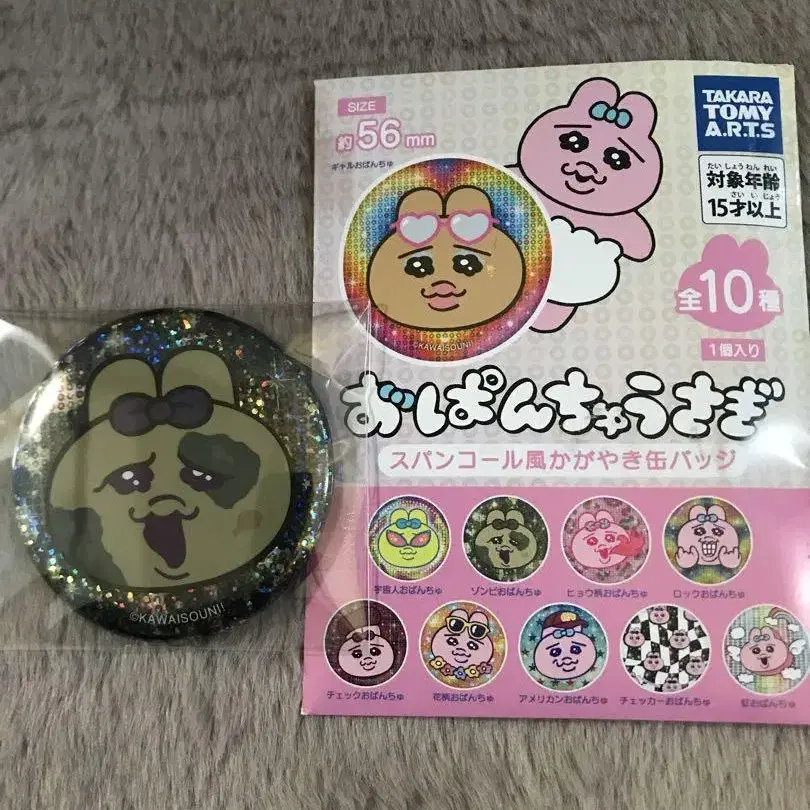 SIZE
約56mm
ギャルおぱんちゅ
©KAWAISOUNI!
TAKARA
TOMY
A.R.T.S
たいしょうねんれい
対象年齢
さいいじょう
15才以上
全10種
1個入り
おぱんちゅうさぎ
スパンコール風かがやき缶バッジ
宇宙人おぱんちゅ
ゾンビおぱんちゅ
ヒョウ柄おぱんちゅ
ロックおぱんちゅ
チェックおぱんちゅ
花柄おぱんちゅ
アメリカンおぱんちゅ
チェッカーおぱんちゅ
虹おぱんちゅ
©KAWAISOUNI!